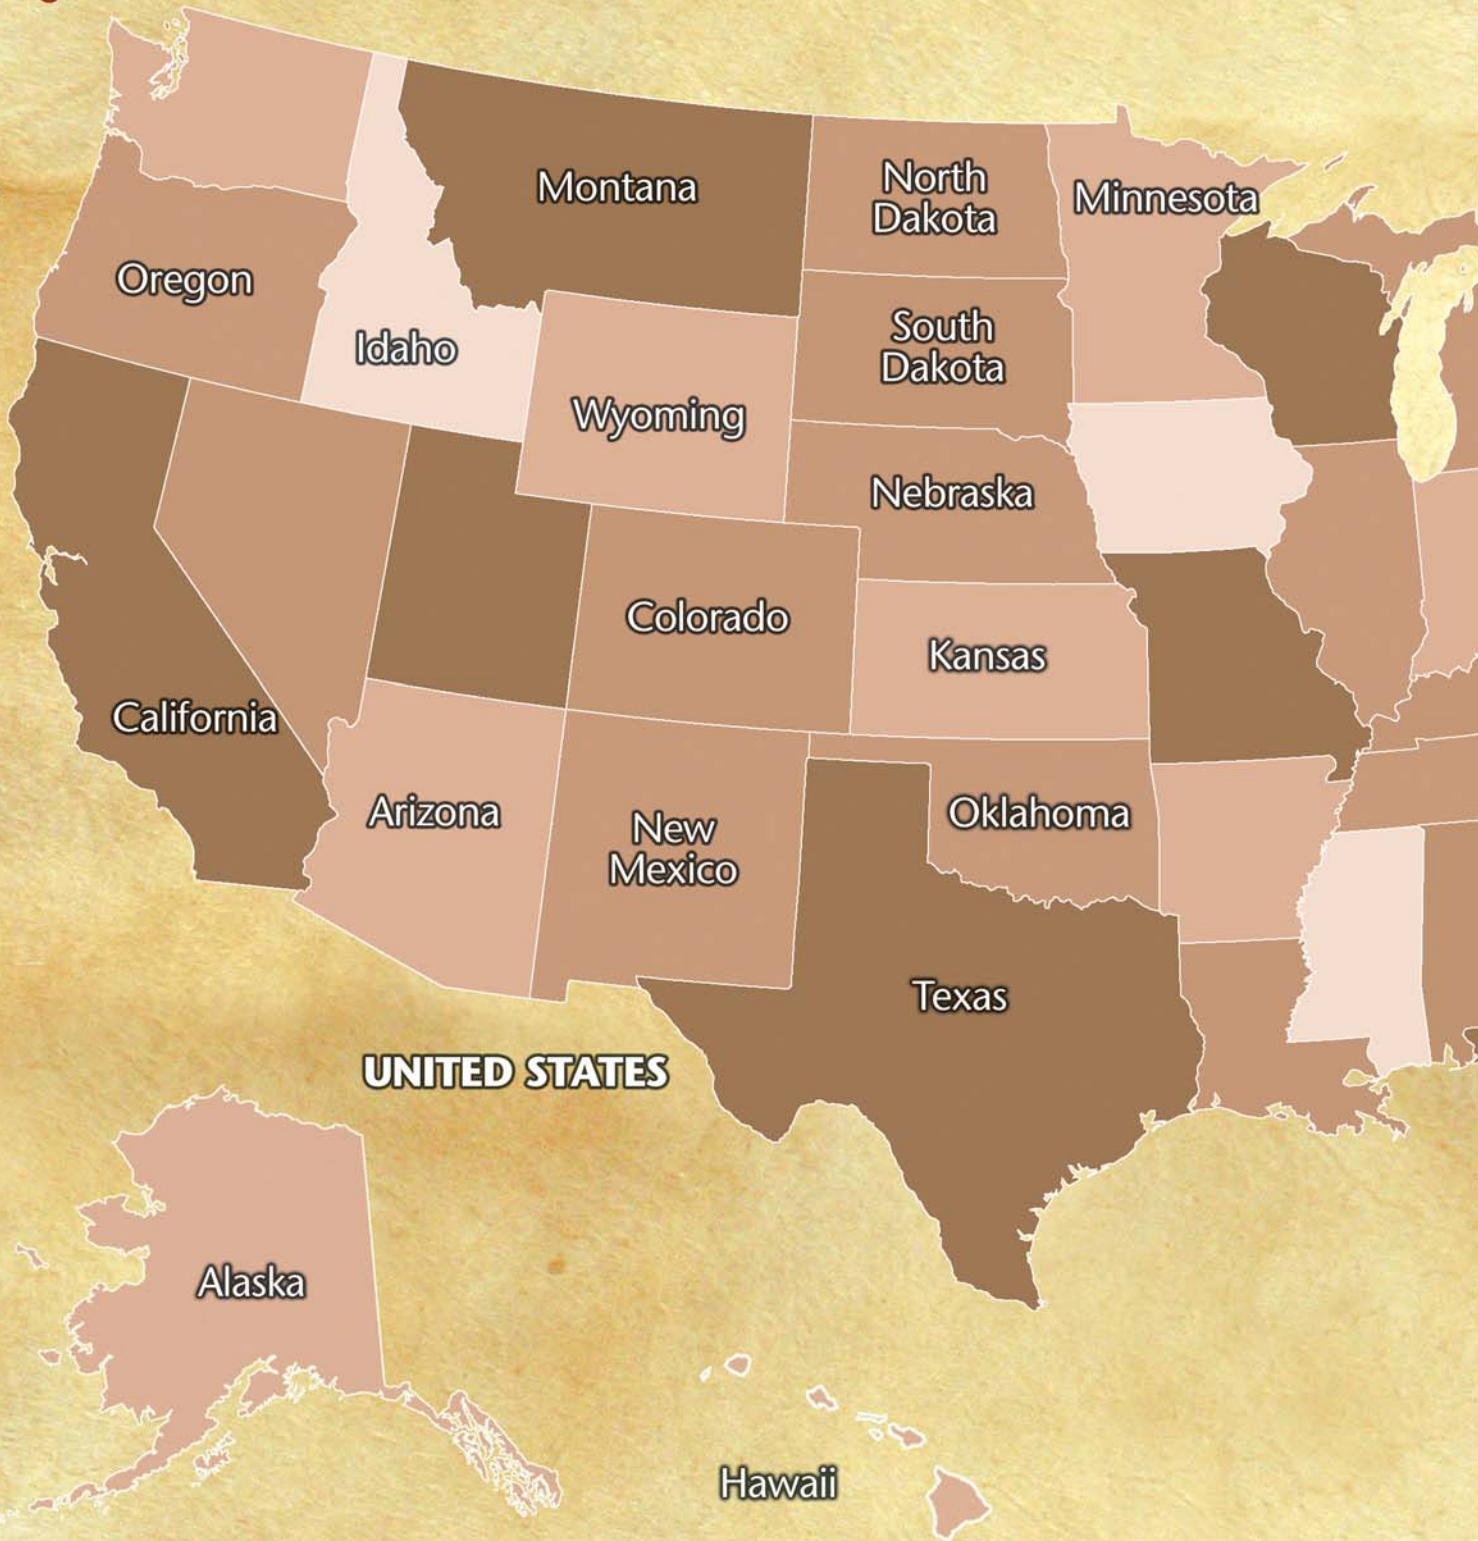 Montana
North
Dakota
Minnesota
Oregon
Idaho
South
Dakota
Wyoming
Nebraska
Colorado
Kansas
California
Arizona
New
Mexico
Oklahoma
Texas
UNITED STATES
Alaska
Hawaii